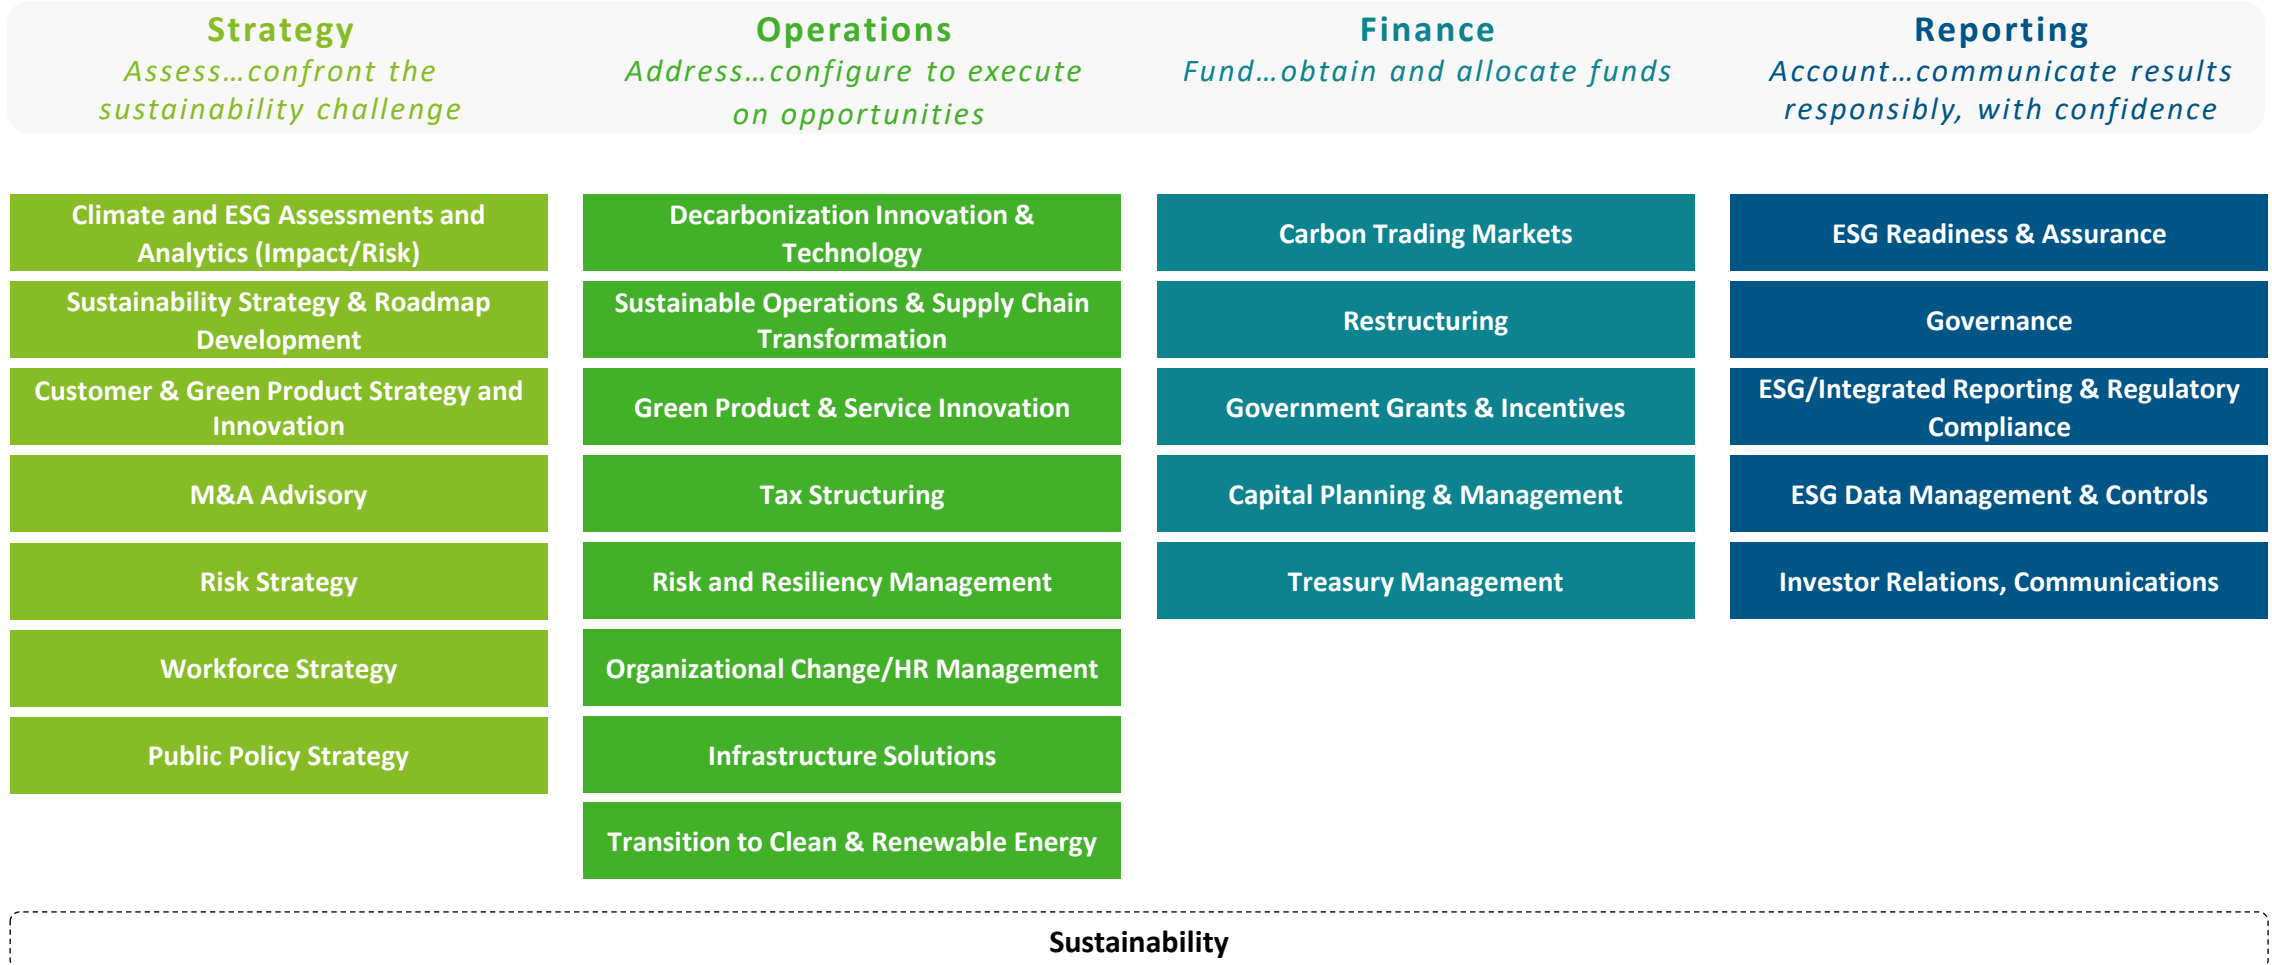 Strategy
Assess…confront the
sustainability challenge
Operations
Address…configure to execute
on opportunities
Finance
Fund…obtain and allocate funds
Reporting
Account…communicate results
responsibly, with confidence
Climate and ESG Assessments and
Analytics (Impact/Risk)
Sustainability Strategy & Roadmap
Development
Customer & Green Product Strategy and
Innovation
M&A Advisory
Risk Strategy
Workforce Strategy
Public Policy Strategy
Decarbonization Innovation &
Technology
Sustainable Operations & Supply Chain
Transformation
Green Product & Service Innovation
Tax Structuring
Risk and Resiliency Management
Organizational Change/HR Management
Infrastructure Solutions
Transition to Clean & Renewable Energy
Carbon Trading Markets
Restructuring
Government Grants & Incentives
Capital Planning & Management
Treasury Management
ESG Readiness & Assurance
Governance
ESG/Integrated Reporting & Regulatory
Compliance
ESG Data Management & Controls
Investor Relations, Communications
Sustainability